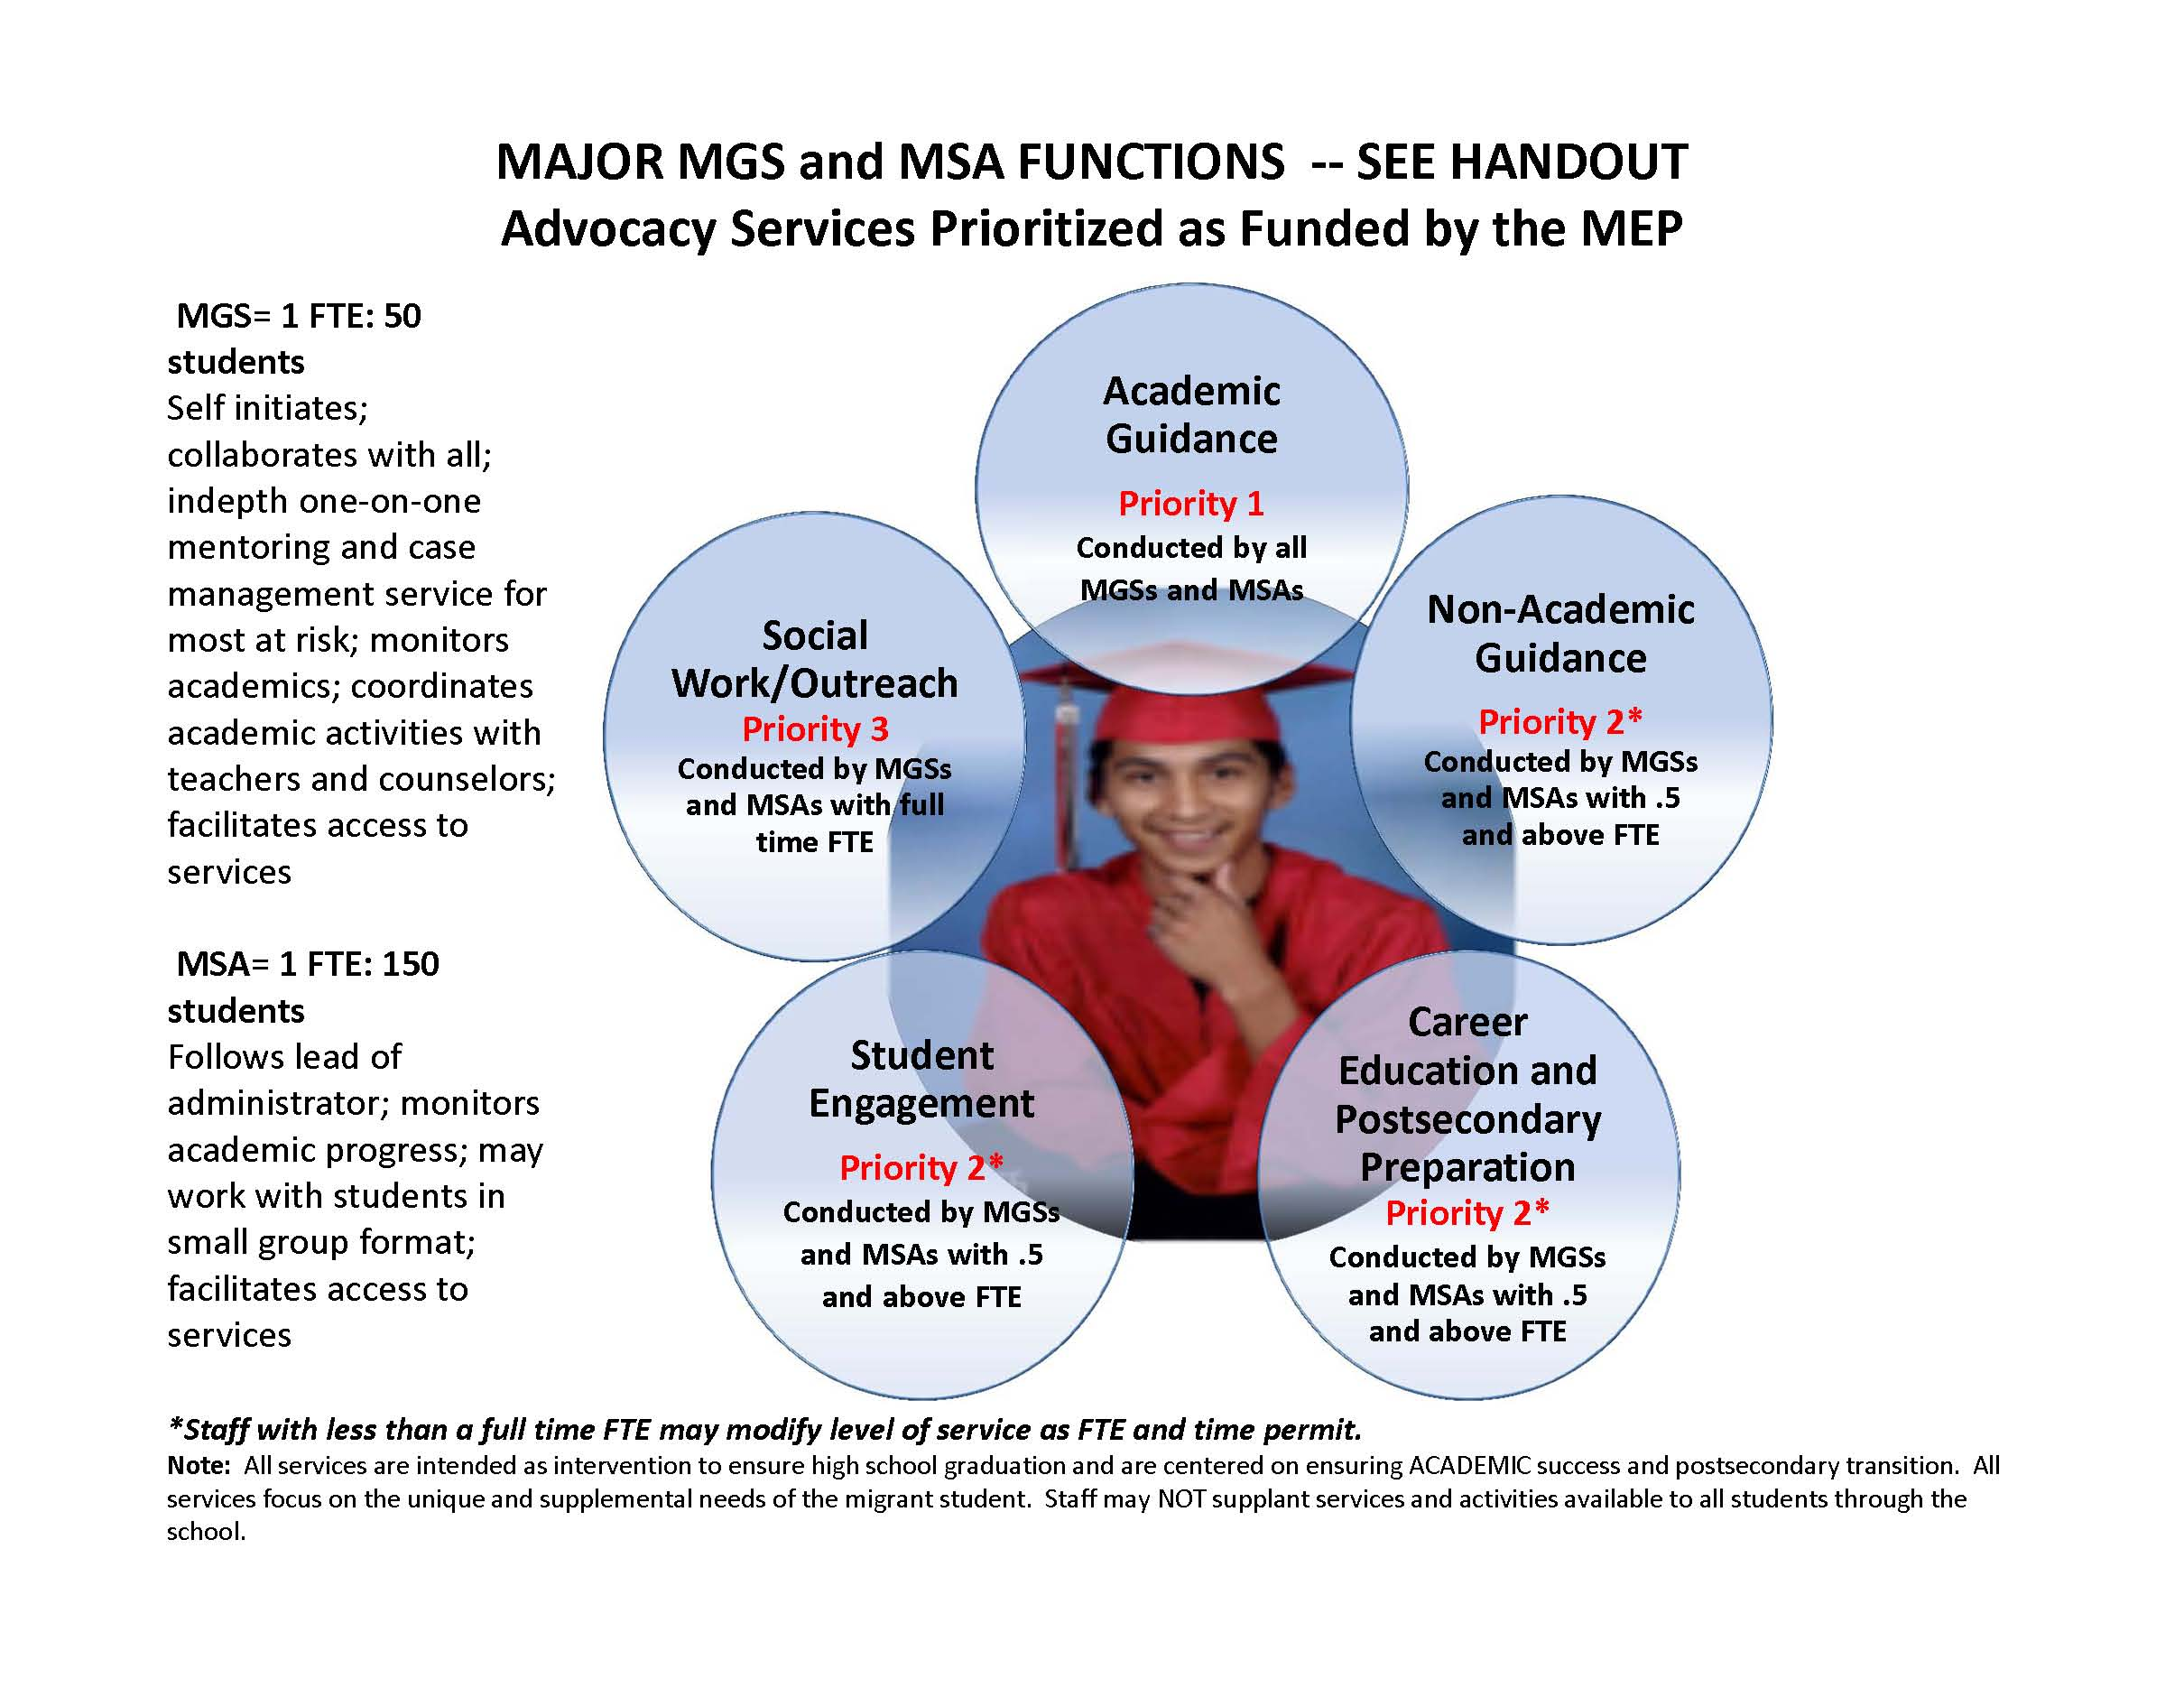 MAJOR MGS and MSA FUNCTIONS -- SEE HANDOUT
Advocacy Services Prioritized as Funded by the MEP
MGS= 1 FTE: 50
students
Self initiates;
collaborates with all;
indepth one-on-one
mentoring and case
management service for
most at risk; monitors
academics; coordinates
academic activities with
teachers and counselors;
facilitates access to
services
MSA= 1 FTE: 150
students
Follows lead of
administrator; monitors
academic progress; may
work with students in
small group format;
facilitates access to
services
Academic
Guidance
Priority 1
Conducted by all
MGSs and MSAs
Non-Academic
Guidance
Priority 2*
Conducted by MGSs
and MSAs with .5
and above FTE
Career
Education and
Postsecondary
Preparation
Priority 2*
Conducted by MGSs
and MSAs with .5
and above FTE
Student
Engagement
Priority 2*
Conducted by MGSs
and MSAs with .5
and above FTE
Social
Work/Outreach
Priority 3
Conducted by MGSs
and MSAs with full
time FTE
*Staff with less than a full time FTE may modify level of service as FTE and time permit.
Note: All services are intended as intervention to ensure high school graduation and are centered on ensuring ACADEMIC success and postsecondary transition. All
services focus on the unique and supplemental needs of the migrant student. Staff may NOT supplant services and activities available to all students through the
school.